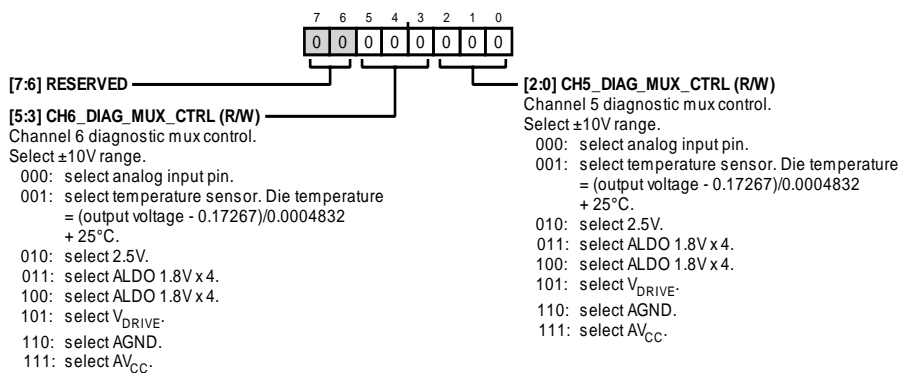 7 6 5 4 3 2 1 0
0 0 0 0 0 0 0 0
[7:6] RESERVED
[5:3] CH6_DIAG_MUX_CTRL (R/W)
Channel 6 diagnostic mux control.
Select ±10V range.
000: select analog input pin.
001: select temperature sensor. Die temperature
= (output voltage - 0.17267)/0.0004832
+ 25°C.
010: select 2.5V.
011: select ALDO 1.8V x 4.
100: select ALDO 1.8V x 4.
101: select VDRIVE.
110: select AGND.
111: select AVCC.
[2:0] CH5_DIAG_MUX_CTRL (R/W)
Channel 5 diagnostic mux control.
Select ±10V range.
000: select analog input pin.
001: select temperature sensor. Die temperature
= (output voltage - 0.17267)/0.0004832
+ 25°C.
010: select 2.5V.
011: select ALDO 1.8V x 4.
100: select ALDO 1.8V x 4.
101: select VDRIVE.
110: select AGND.
111: select AVCC.